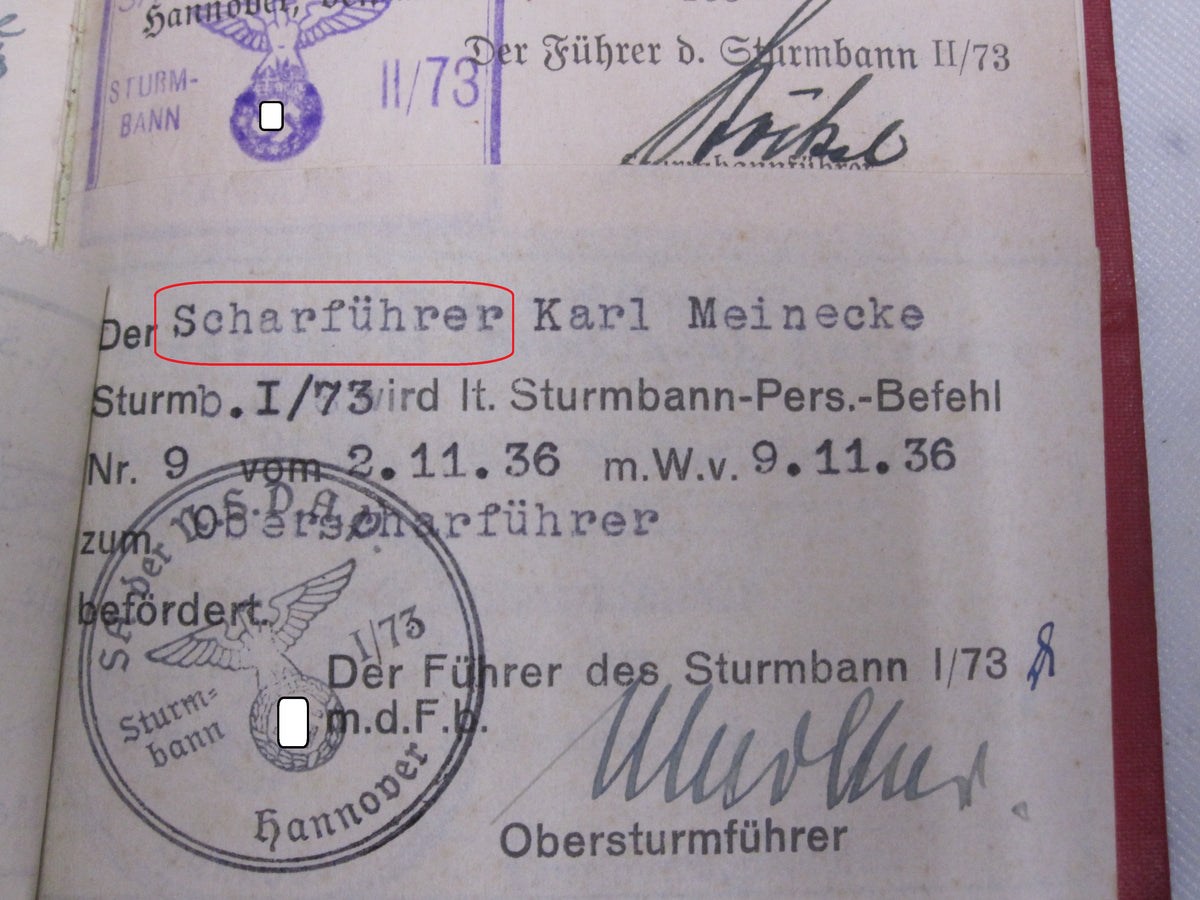 Hannover,
STURM-
BANN
II/73
Der Führer d. Sturmbann II/73
Sturmbannführer
Der Scharführer Karl Meinecke
Sturmb. I/73 wird lt. Sturmbann-Pers.-Befehl
Nr. 9 vom 2.11.36 m.W.v. 9.11.36
zum Oberscharführer
befördert.
Der Führer des Sturmbann I/73
m.d.F.b.
Obersturmführer
SA der N.S.D.A.P.
Sturm-
bann
I/73
Hannover